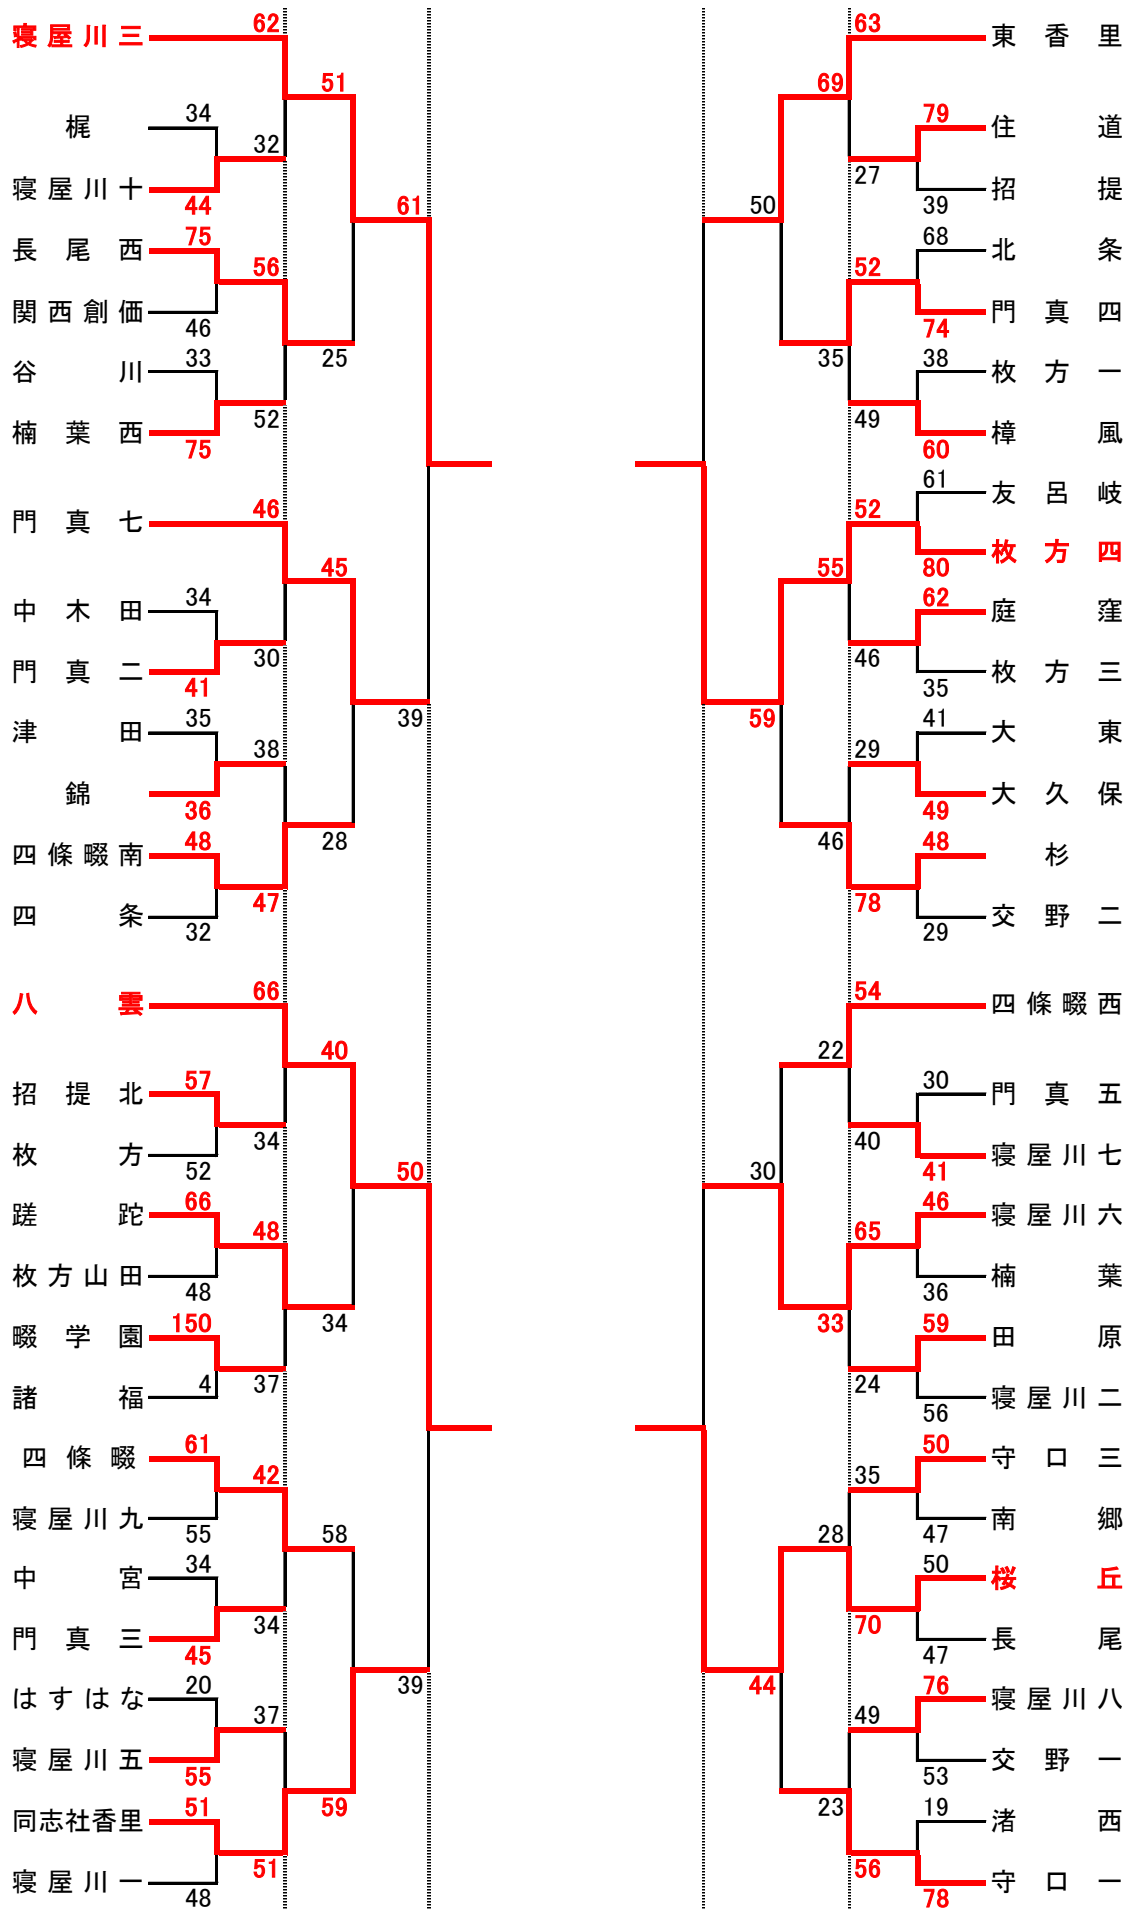 寝屋川三 62 63 東香里
51 69
34 79
梶 住道
32
27
寝屋川十 招提
44 61 50 39
75 68
長尾西 北条
56 52
関西創価 門真四
46 74
33 25 35 38
谷川 枚方一
52 49
楠葉西 樟風
75 60
61
友呂岐
門真七 46 52
45 55 枚方四
80
34 62
中木田 庭窪
30 46
門真二 枚方三
41 35
35 39 59 41
津田 大東
38 29
錦 大久保
36 49
48 28 46 48
四條畷南 杉
47 78
四条 交野二
32 29
八雲 66 54 四條畷西
40 22
57 30
招提北 門真五
34 40
枚方 寝屋川七
52 50 30 41
66 46
蹉跎 寝屋川六
48 65
枚方山田 楠葉
48 36
150 34 33 59
畷学園 田原
37 24
4
諸福 寝屋川二
56
61 50
四條畷 守口三
42 35
寝屋川九 南郷
55 58 28 47
34 50
中宮 桜丘
34 70
門真三 長尾
45 47
20 39 44 76
はすはな 寝屋川八
37 49
寝屋川五 交野一
55 53
51 59 23 19
同志社香里 渚西
51 56
寝屋川一 守口一
48 78